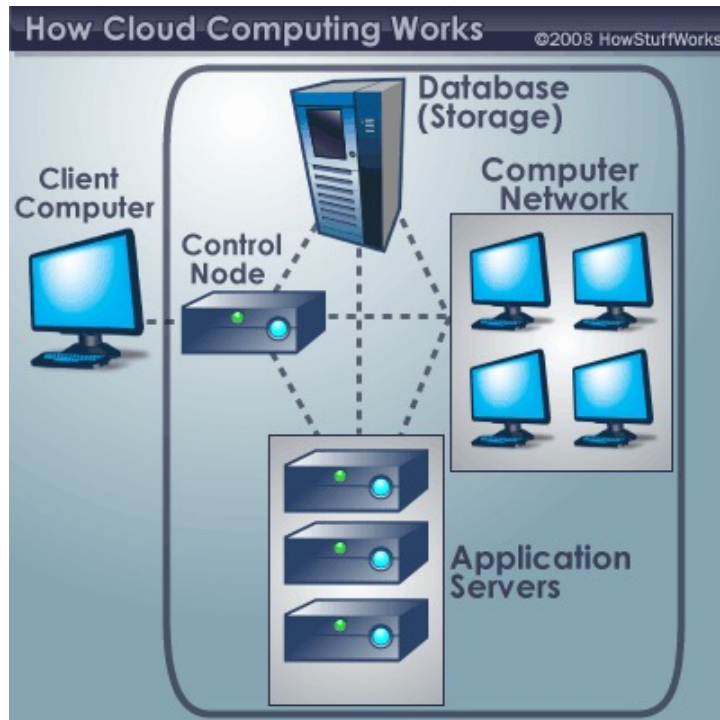 How Cloud Computing Works
©2008 HowStuffWorks
Database
(Storage)
Client
Computer
Computer
Network
Control
Node
Application
Servers